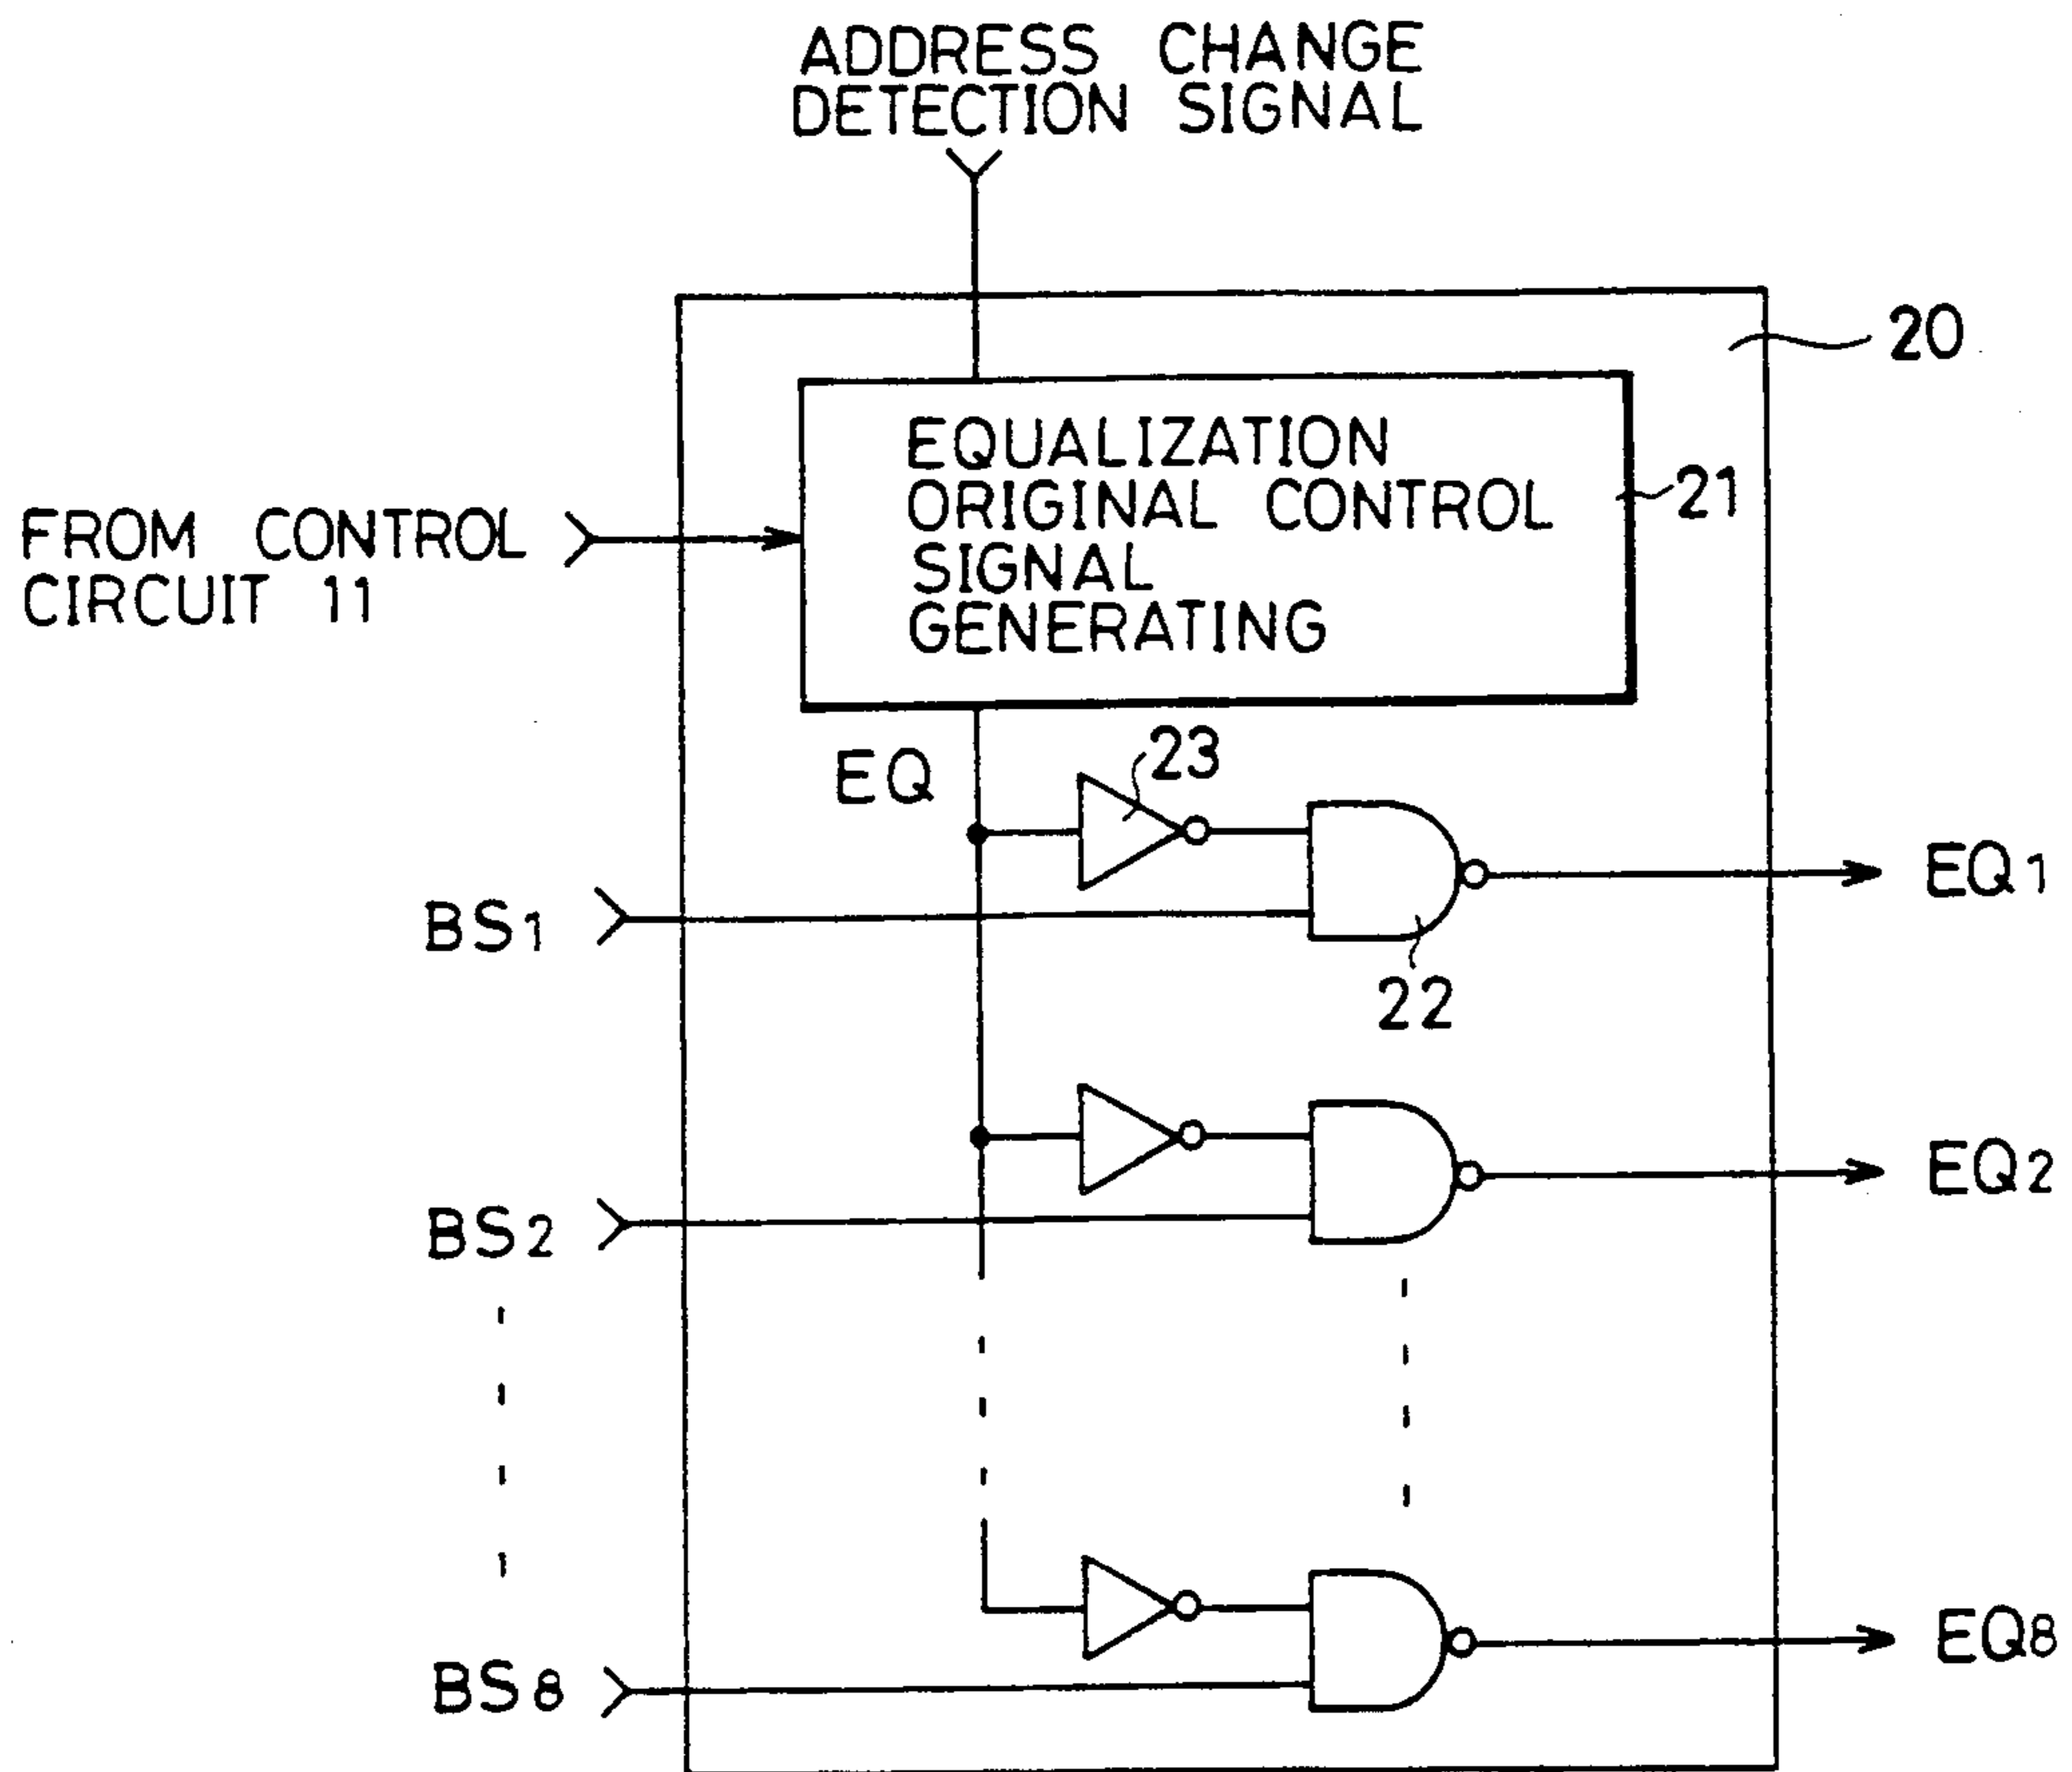 ADDRESS CHANGE
DETECTION SIGNAL
20
EQUALIZATION
ORIGINAL CONTROL
SIGNAL
GENERATING
21
FROM CONTROL
CIRCUIT 11
EQ
23
EQ1
BS1
22
EQ2
BS2
EQ8
BS8